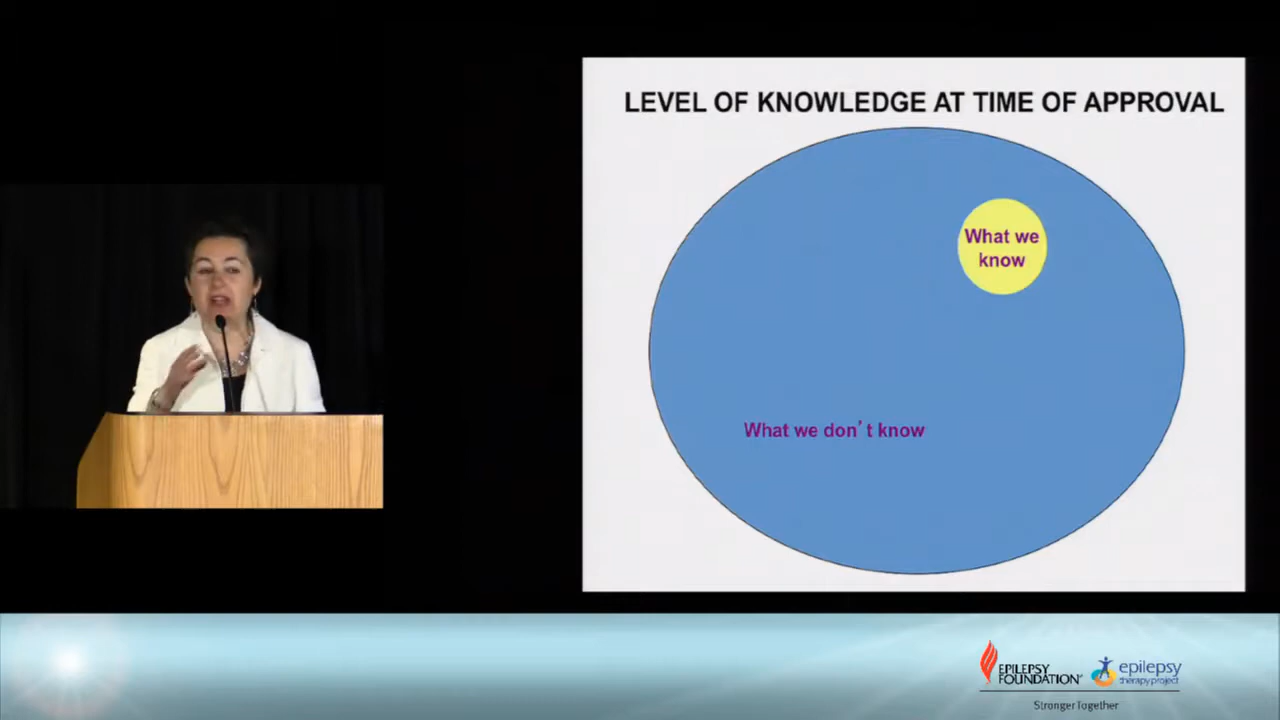 LEVEL OF KNOWLEDGE AT TIME OF APPROVAL
What we
know
What we don't know
EPILEPSY
FOUNDATION
epilepsy
therapy project
Stronger Together